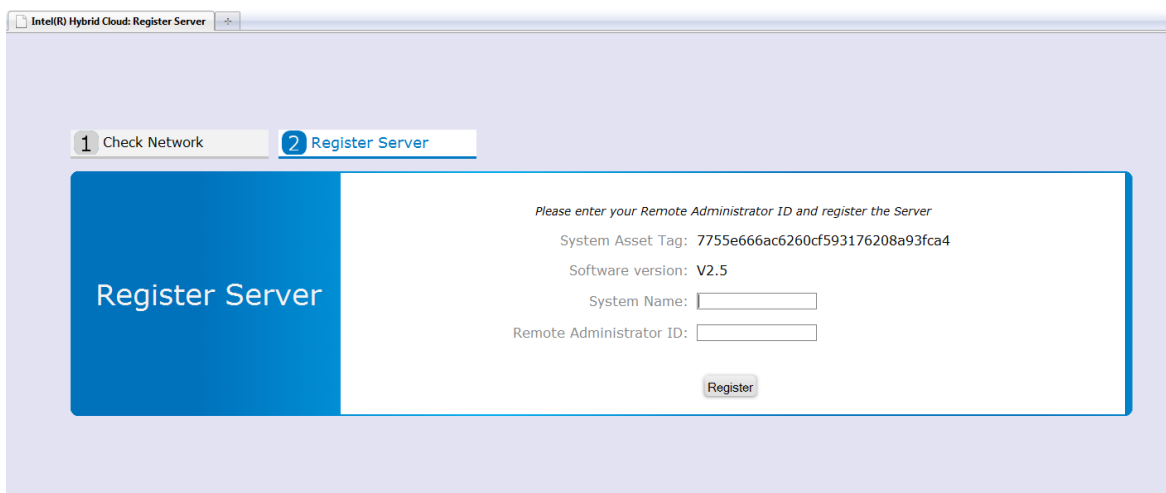 Intel(R) Hybrid Cloud: Register Server
1 Check Network
2 Register Server
Register Server
Please enter your Remote Administrator ID and register the Server
System Asset Tag: 7755e666ac6260cf593176208a93fca4
Software version: V2.5
System Name:
Remote Administrator ID:
Register